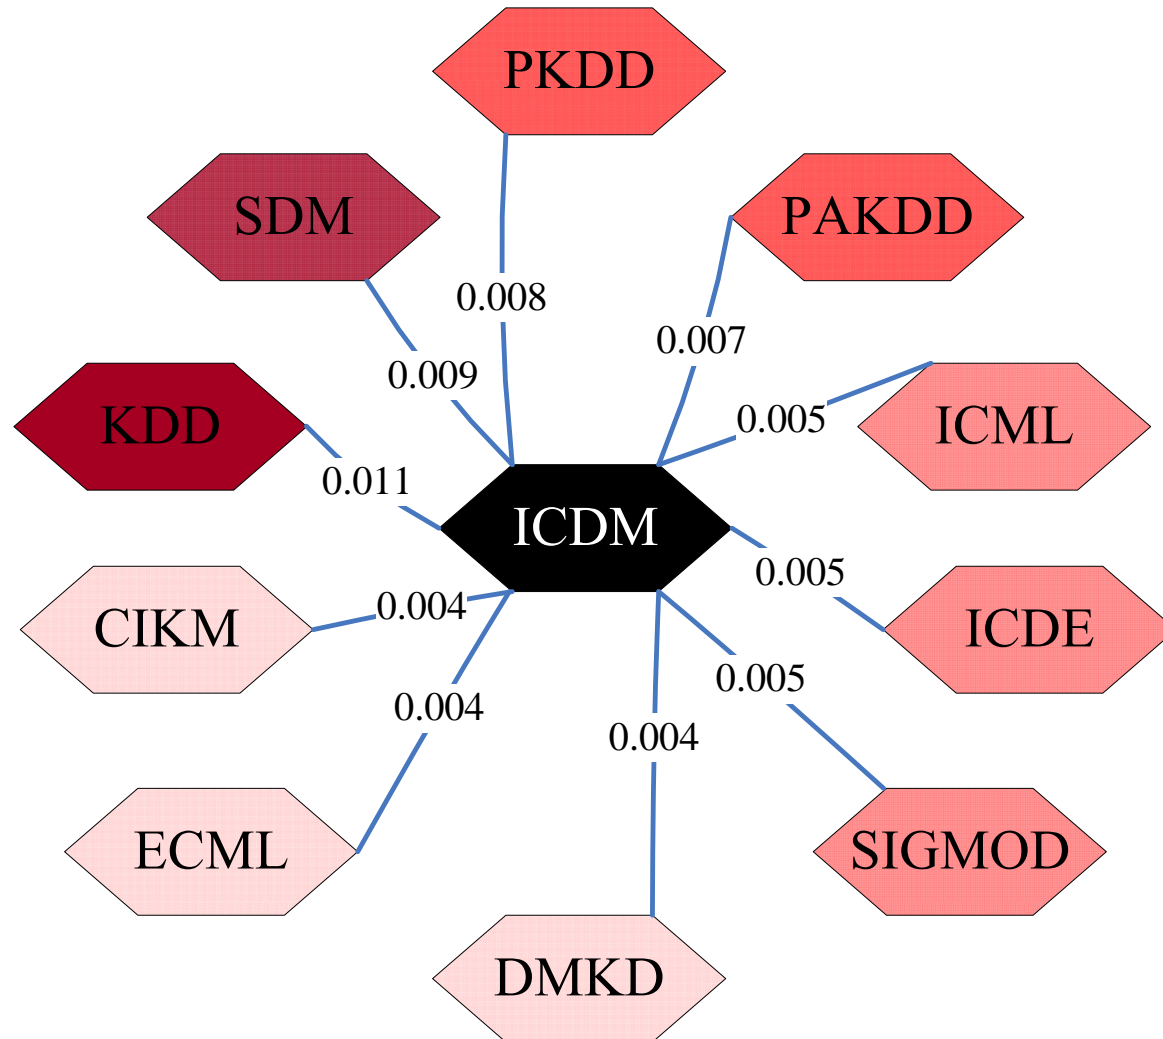 PKDD
SDM
PAKDD
0.008
0.007
0.009
KDD
0.005
ICML
0.011
ICDM
0.005
CIKM
0.004
ICDE
0.005
0.004
0.004
ECML
SIGMOD
DMKD